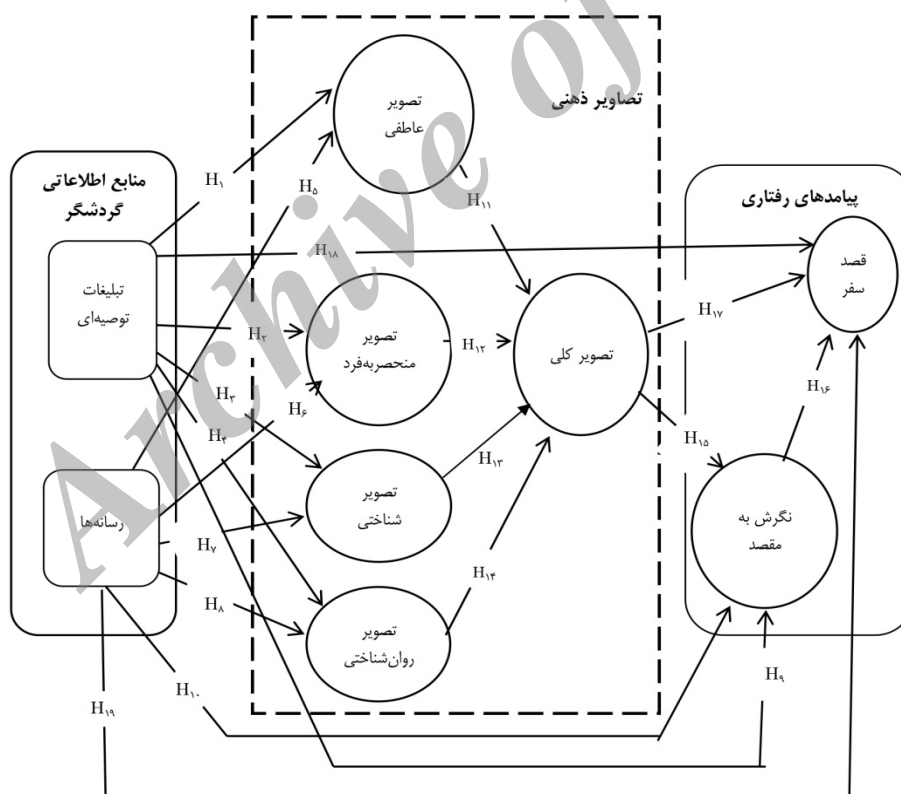 تصاویر ذهنی
تصویر
عاطفی
منابع اطلاعاتی
گردشگر
پیامدهای رفتاری
H۱
H۵
H۱۱
H۱۸
قصد
سفر
تبلیغات
توصیه‌ای
H۲
تصویر
منحصربه‌فرد
H۱۲
تصویر کلی
H۱۷
H۳
H۶
H۱۶
H۴
H۱۵
H۱۳
تصویر
شناختی
رسانه‌ها
نگرش به
مقصد
H۷
H۱۴
H۸
تصویر
روان‌شناختی
H۹
H۱۰
H۱۹
Archive of